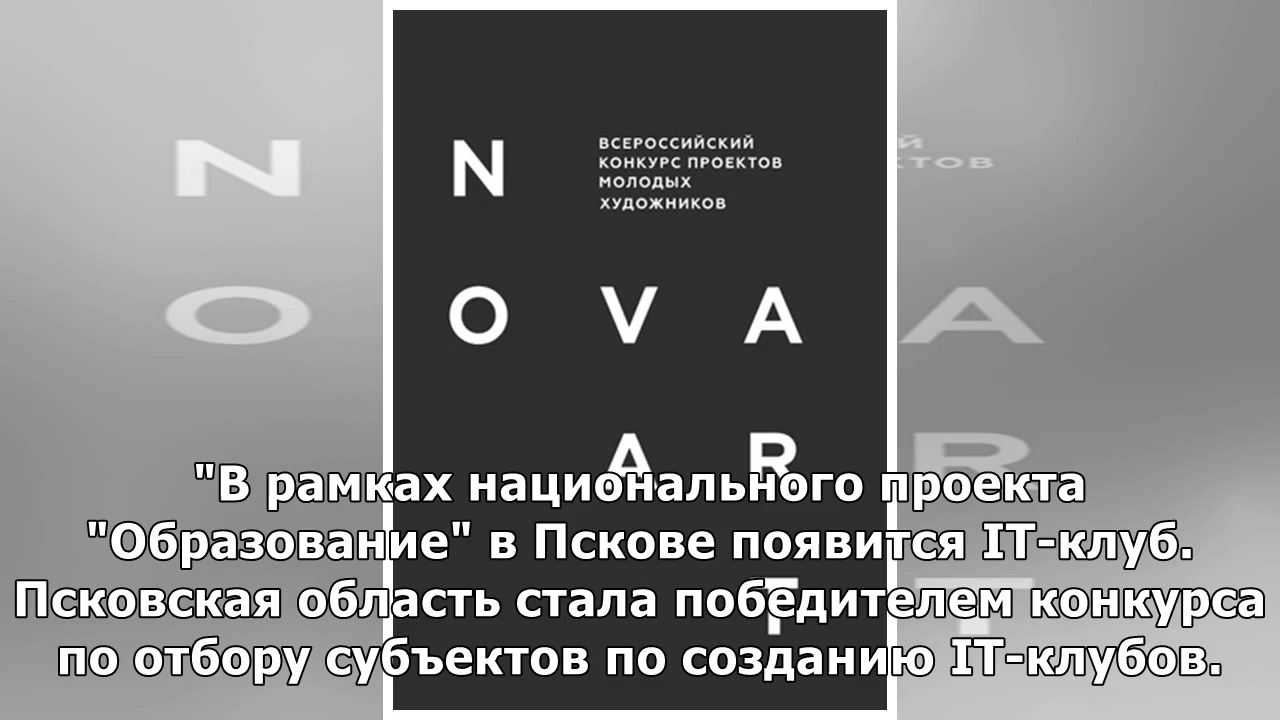 N
ВСЕРОССИЙСКИЙ
КОНКУРС ПРОЕКТОВ
МОЛОДЫХ
ХУДОЖНИКОВ
O V A
A R
T
"В рамках национального проекта
"Образование" в Пскове появится IT-клуб.
Псковская область стала победителем конкурса
по отбору субъектов по созданию IT-клубов.